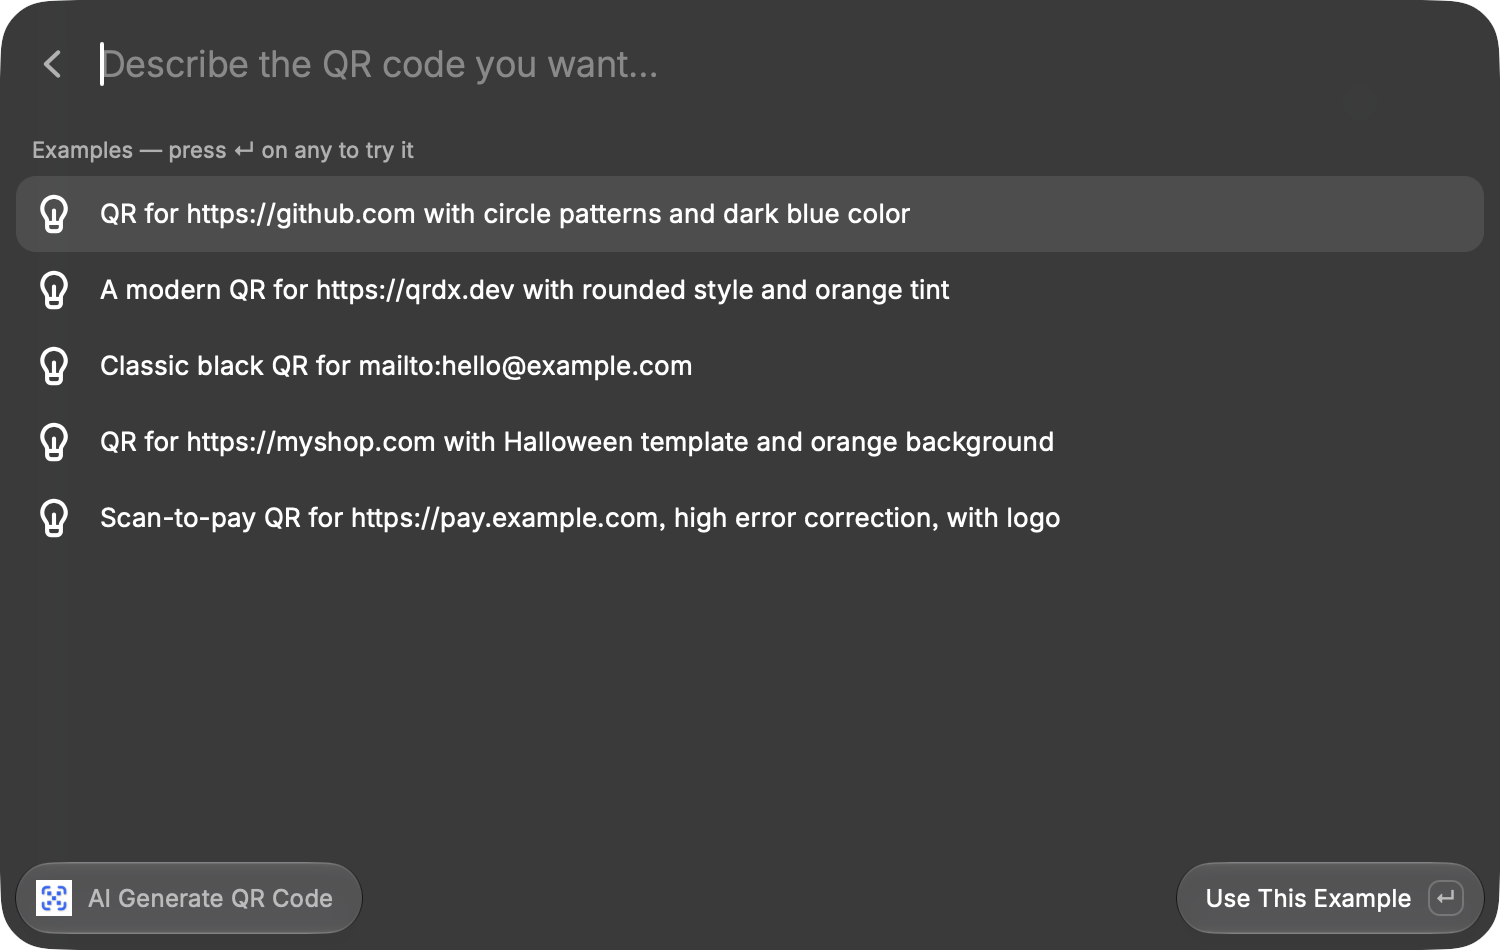 Describe the QR code you want...
Examples — press ↵ on any to try it
QR for https://github.com with circle patterns and dark blue color
A modern QR for https://qrdx.dev with rounded style and orange tint
Classic black QR for mailto:hello@example.com
QR for https://myshop.com with Halloween template and orange background
Scan-to-pay QR for https://pay.example.com, high error correction, with logo
AI Generate QR Code
Use This Example ↵